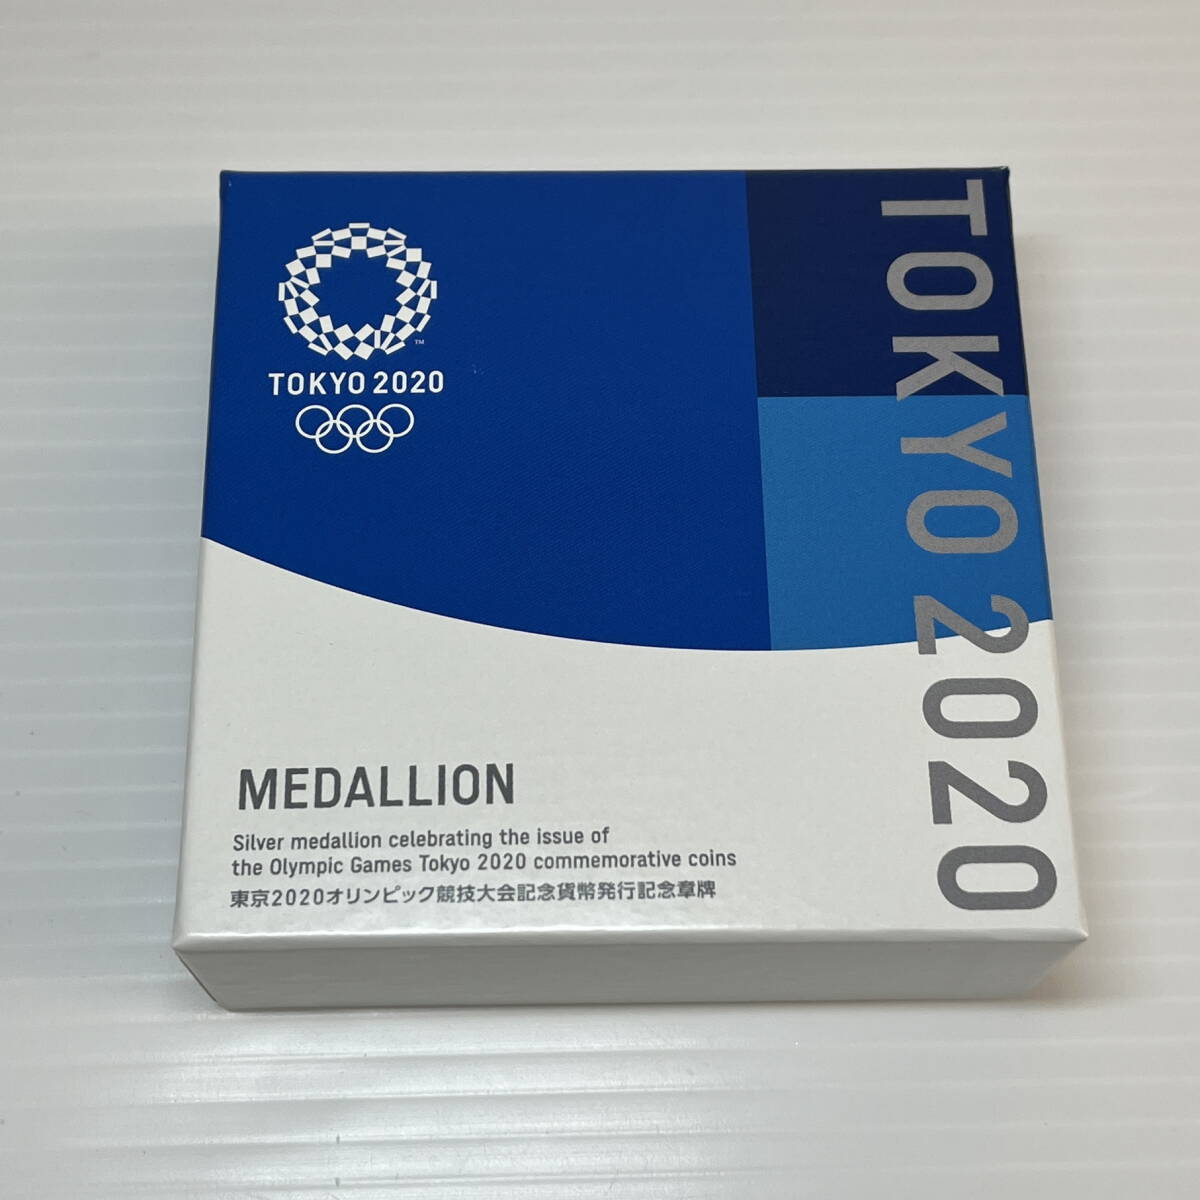 TOKYO 2020
™
TOKYO 2020
MEDALLION
Silver medallion celebrating the issue of
the Olympic Games Tokyo 2020 commemorative coins
東京2020オリンピック競技大会記念貨幣発行記念章牌